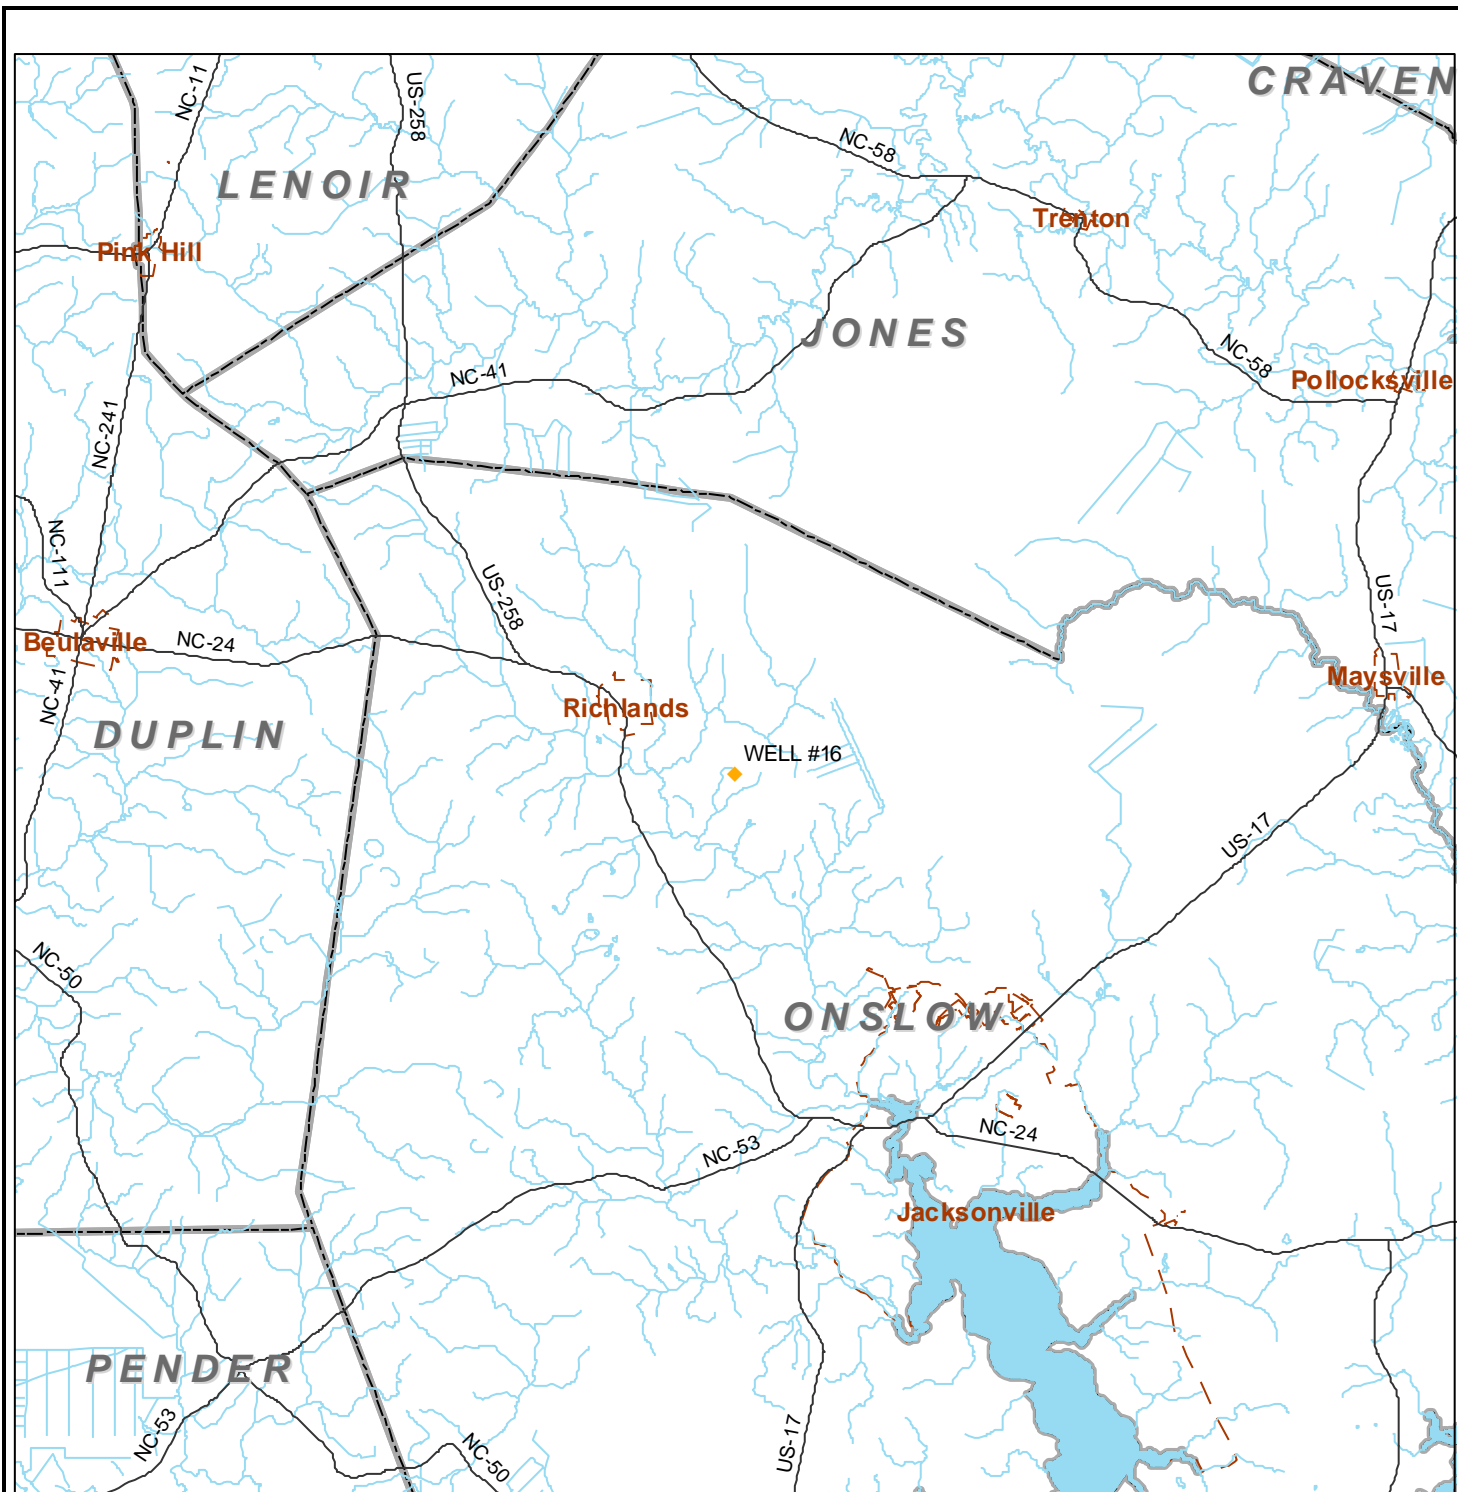 CRAVEN
NC-11
US-258
NC-58
LENOIR
Trenton
Pink Hill
JONES
NC-58
NC-41
Pollocksville
NC-241
NC-111
US-258
US-17
Beulaville
NC-24
Maysville
NC-41
Richlands
DUPLIN
WELL #16
US-17
NC-50
ONSLOW
NC-24
NC-53
Jacksonville
PENDER
NC-53
US-17
NC-50